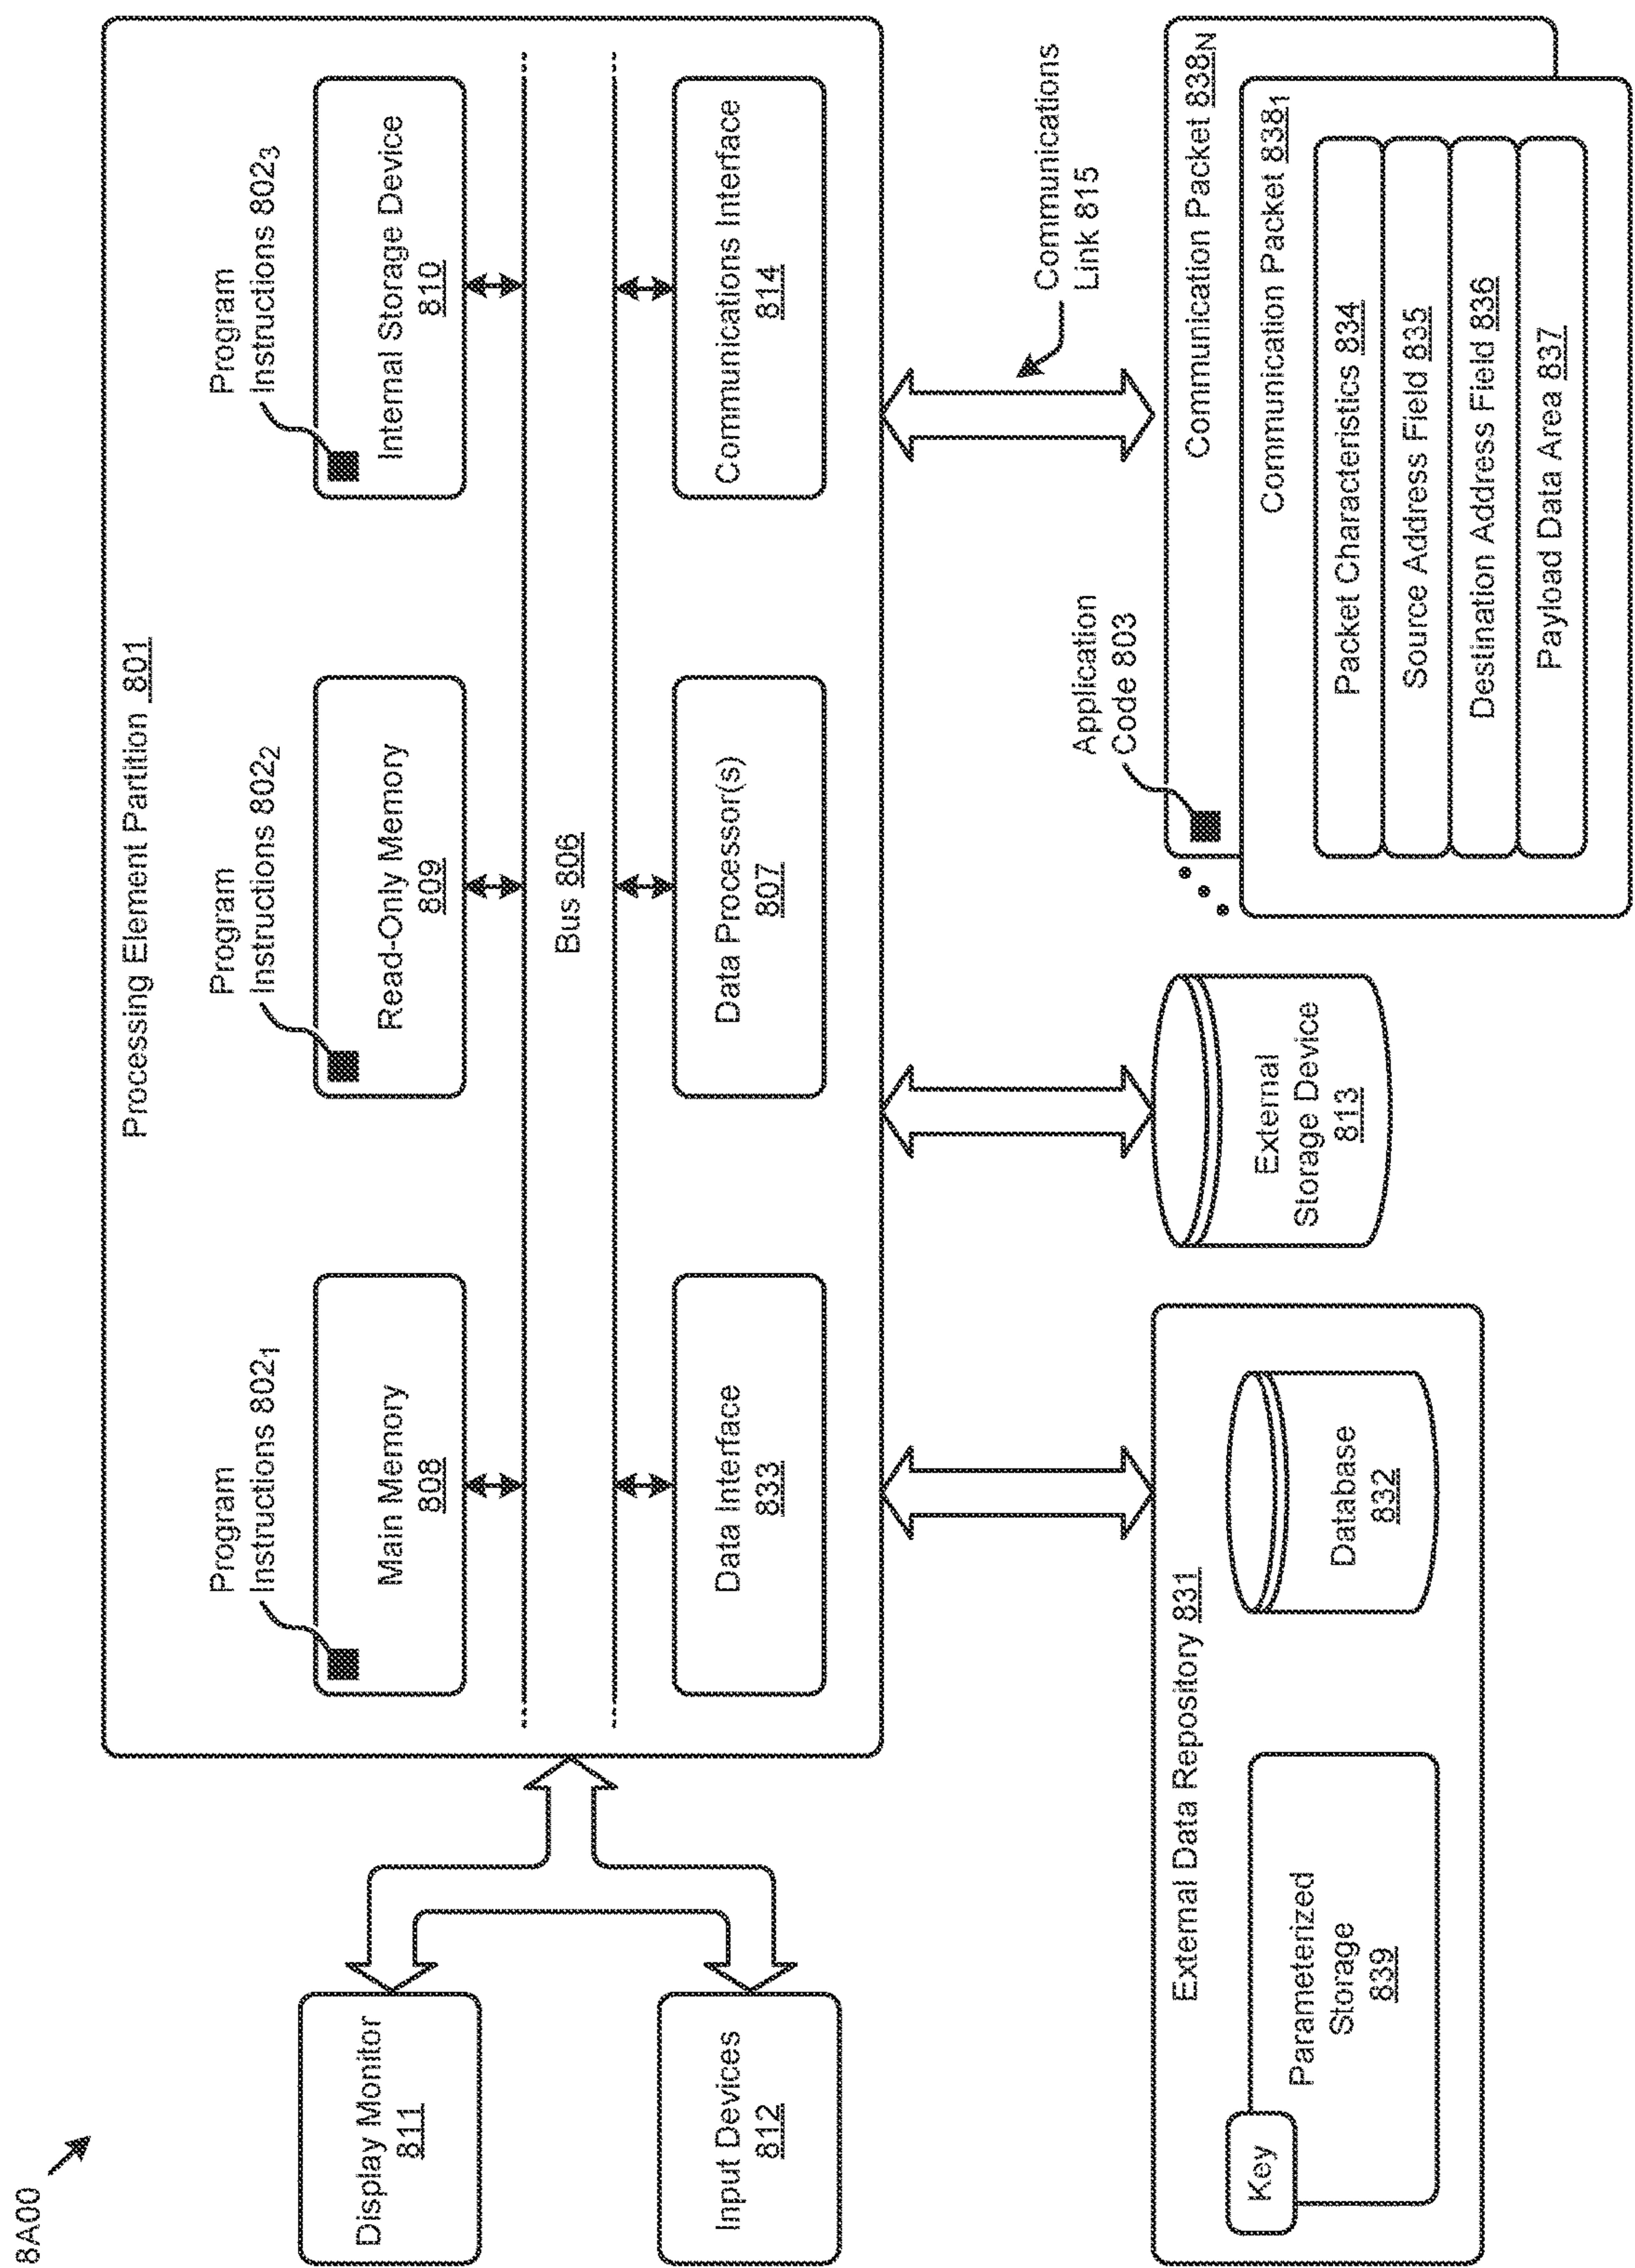 8A00
Processing Element Partition 801
Program
Instructions 802₁
Program
Instructions 802₂
Program
Instructions 802₃
Display Monitor
811
Main Memory
808
Read-Only Memory
809
Internal Storage Device
810
Bus 806
Input Devices
812
Data Interface
833
Data Processor(s)
807
Communications Interface
814
Communications
Link 815
Application
Code 803
External Data Repository 831
Key
Parameterized
Storage
839
Database
832
External
Storage Device
813
Communication Packet 838N
Communication Packet 838₁
Packet Characteristics 834
Source Address Field 835
Destination Address Field 836
Payload Data Area 837